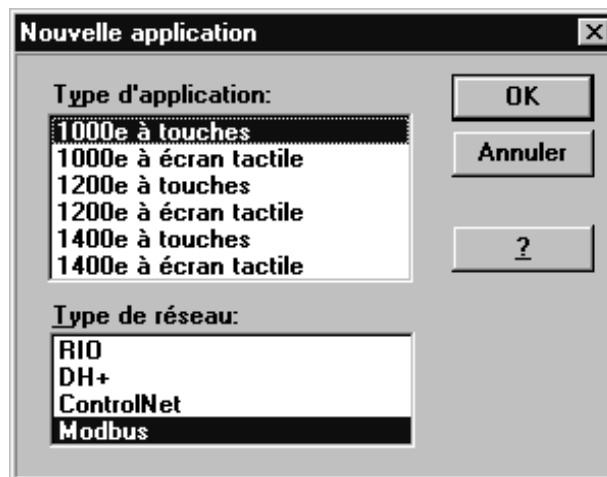 Nouvelle application
Type d'application:
1000e à touches
1000e à écran tactile
1200e à touches
1200e à écran tactile
1400e à touches
1400e à écran tactile
OK
Annuler
?
Type de réseau:
RIO
DH+
ControlNet
Modbus